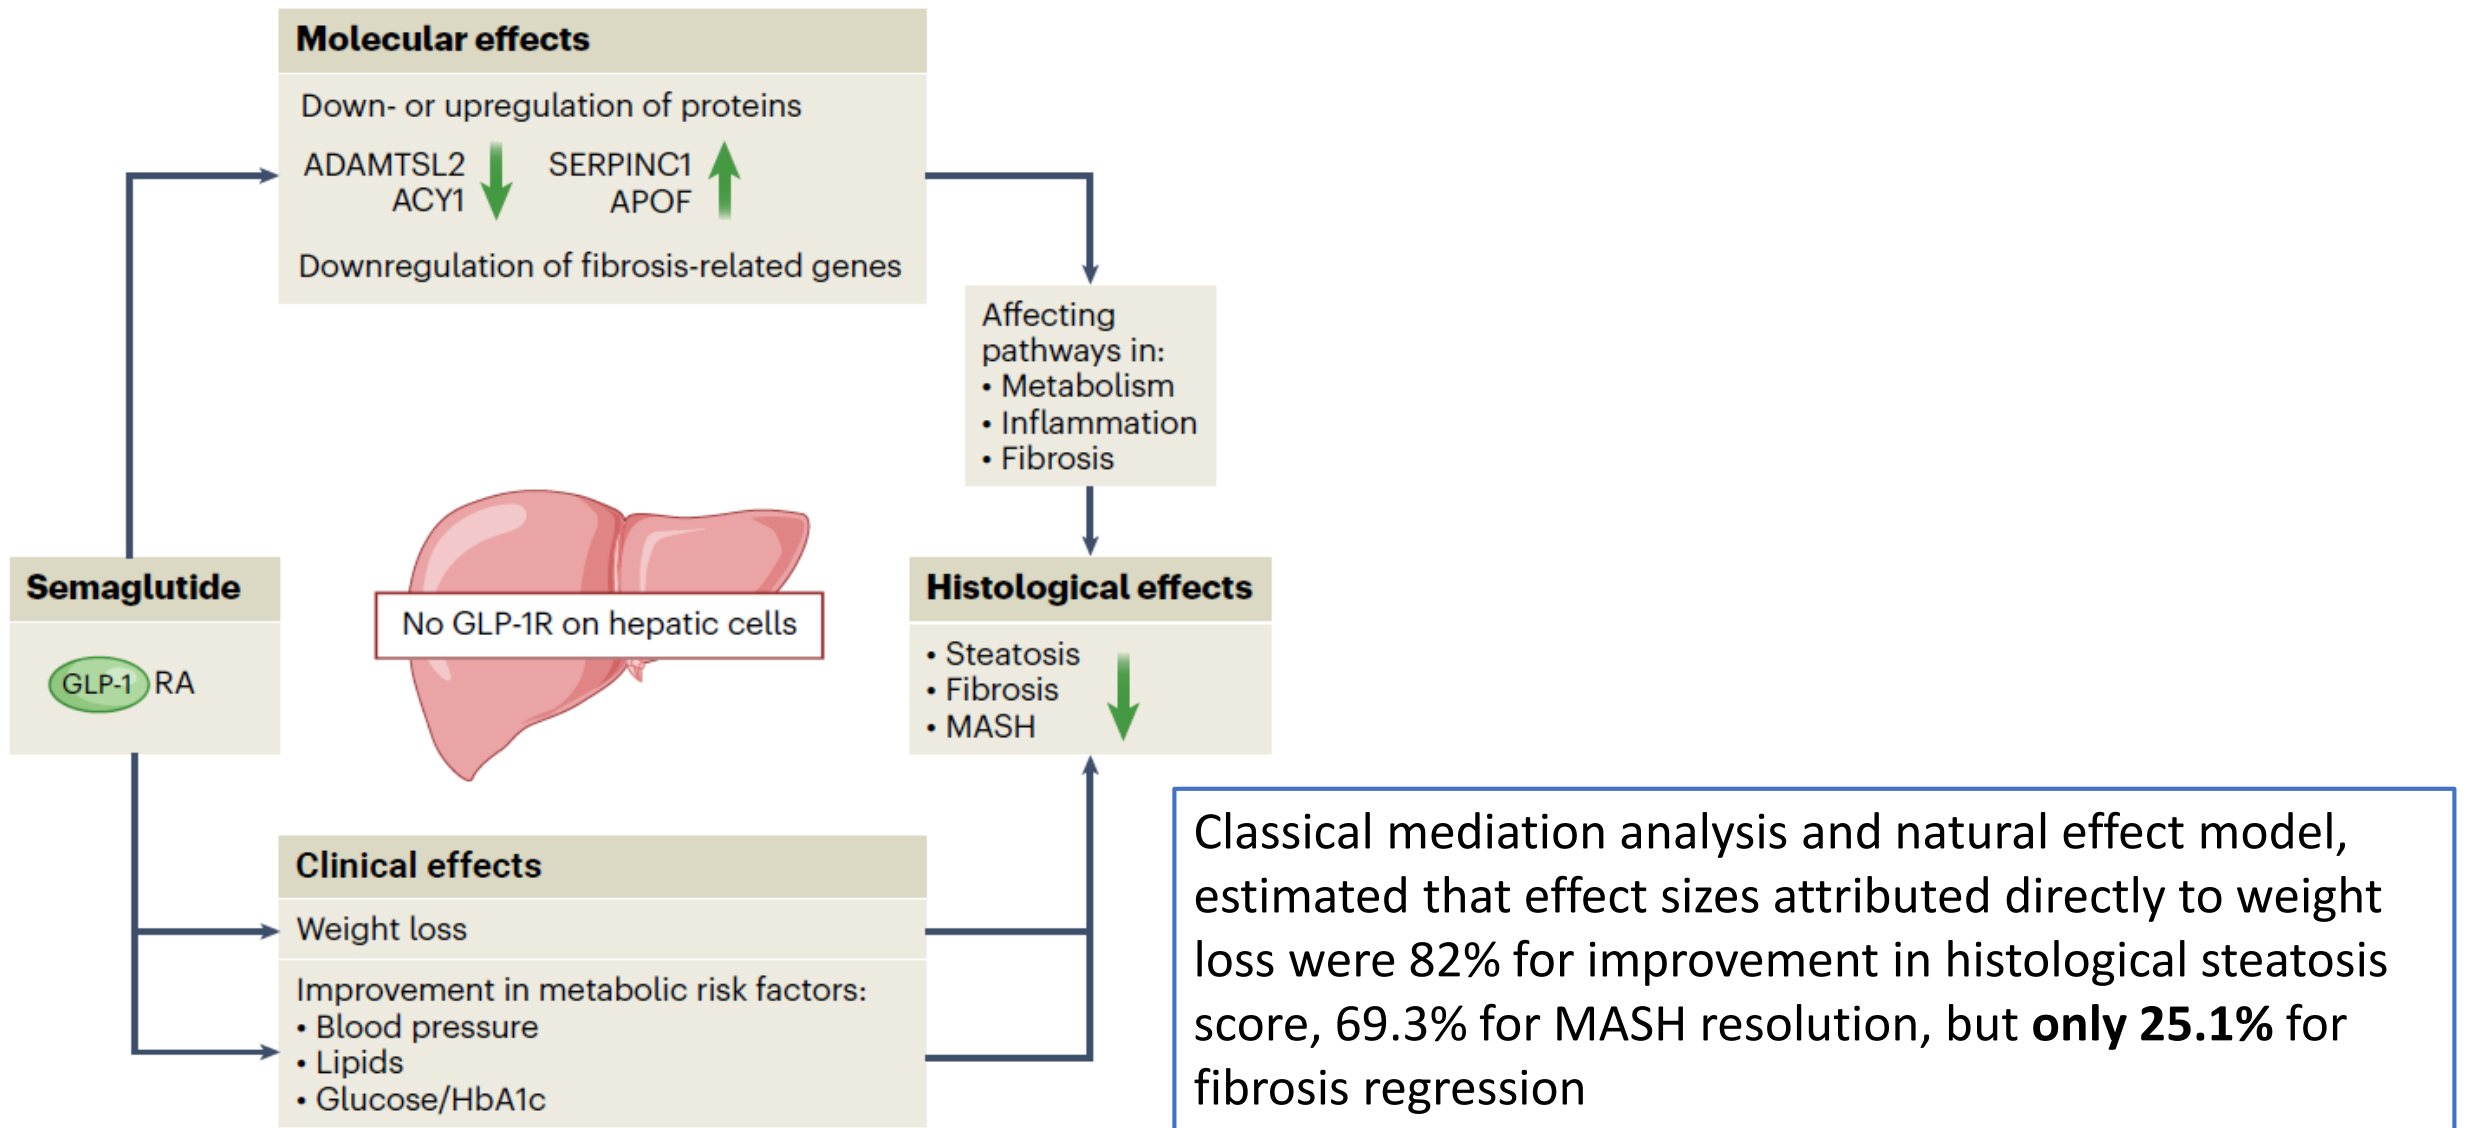 Molecular effects
Down- or upregulation of proteins
ADAMTSL2
ACY1
SERPINC1
APOF
Downregulation of fibrosis-related genes
Affecting
pathways in:
• Metabolism
• Inflammation
• Fibrosis
Semaglutide
GLP-1 RA
No GLP-1R on hepatic cells
Histological effects
• Steatosis
• Fibrosis
• MASH
Clinical effects
Weight loss
Improvement in metabolic risk factors:
• Blood pressure
• Lipids
• Glucose/HbA1c
Classical mediation analysis and natural effect model,
estimated that effect sizes attributed directly to weight
loss were 82% for improvement in histological steatosis
score, 69.3% for MASH resolution, but only 25.1% for
fibrosis regression